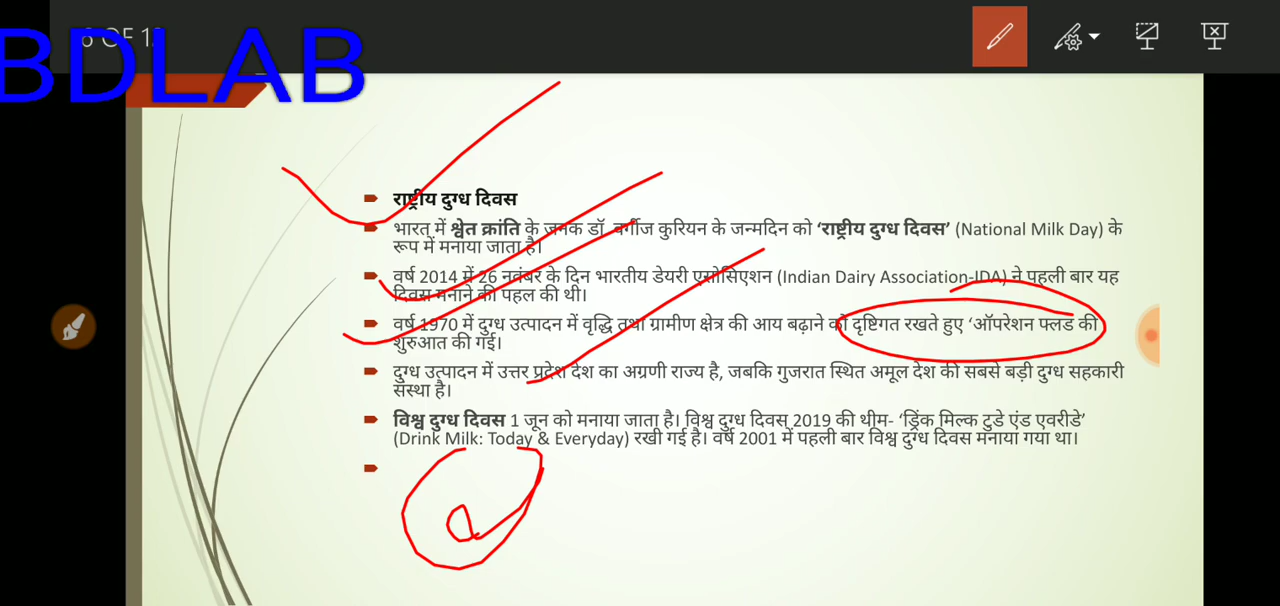 6 OF 1
BDLAB
राष्ट्रीय दुग्ध दिवस
भारत में श्वेत क्रांति के जनक डॉ. वर्गीज कुरियन के जन्मदिन को ‘राष्ट्रीय दुग्ध दिवस’ (National Milk Day) के
रूप में मनाया जाता है।
वर्ष 2014 में 26 नवंबर के दिन भारतीय डेयरी एसोसिएशन (Indian Dairy Association-IDA) ने पहली बार यह
दिवस मनाने की पहल की थी।
वर्ष 1970 में दुग्ध उत्पादन में वृद्धि तथा ग्रामीण क्षेत्र की आय बढ़ाने को दृष्टिगत रखते हुए ‘ऑपरेशन फ्लड की
शुरुआत की गई।
दुग्ध उत्पादन में उत्तर प्रदेश देश का अग्रणी राज्य है, जबकि गुजरात स्थित अमूल देश की सबसे बड़ी दुग्ध सहकारी
संस्था है।
विश्व दुग्ध दिवस 1 जून को मनाया जाता है। विश्व दुग्ध दिवस 2019 की थीम- ‘ड्रिंक मिल्क टुडे एंड एवरीडे’
(Drink Milk: Today & Everyday) रखी गई है। वर्ष 2001 में पहली बार विश्व दुग्ध दिवस मनाया गया था।